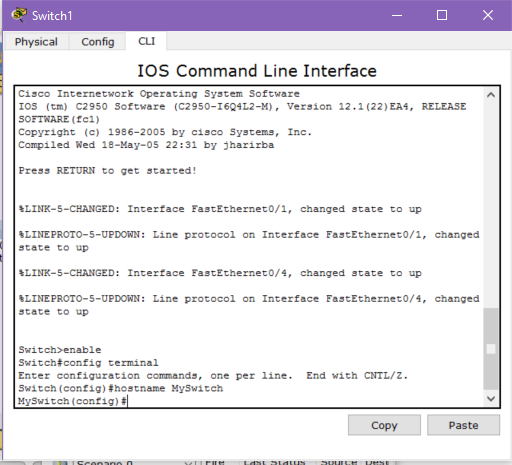 Switch1
Physical Config CLI
IOS Command Line Interface
Cisco Internetwork Operating System Software
IOS (tm) C2950 Software (C2950-I6Q4L2-M), Version 12.1(22)EA4, RELEASE
SOFTWARE(fc1)
Copyright (c) 1986-2005 by cisco Systems, Inc.
Compiled Wed 18-May-05 22:31 by jharirba
Press RETURN to get started!
%LINK-5-CHANGED: Interface FastEthernet0/1, changed state to up
%LINEPROTO-5-UPDOWN: Line protocol on Interface FastEthernet0/1, changed
state to up
%LINK-5-CHANGED: Interface FastEthernet0/4, changed state to up
%LINEPROTO-5-UPDOWN: Line protocol on Interface FastEthernet0/4, changed
state to up
Switch>enable
Switch#config terminal
Enter configuration commands, one per line.  End with CNTL/Z.
Switch(config)#hostname MySwitch
MySwitch(config)#
Copy Paste
Scenario 0 Fire Last Status Source Dest